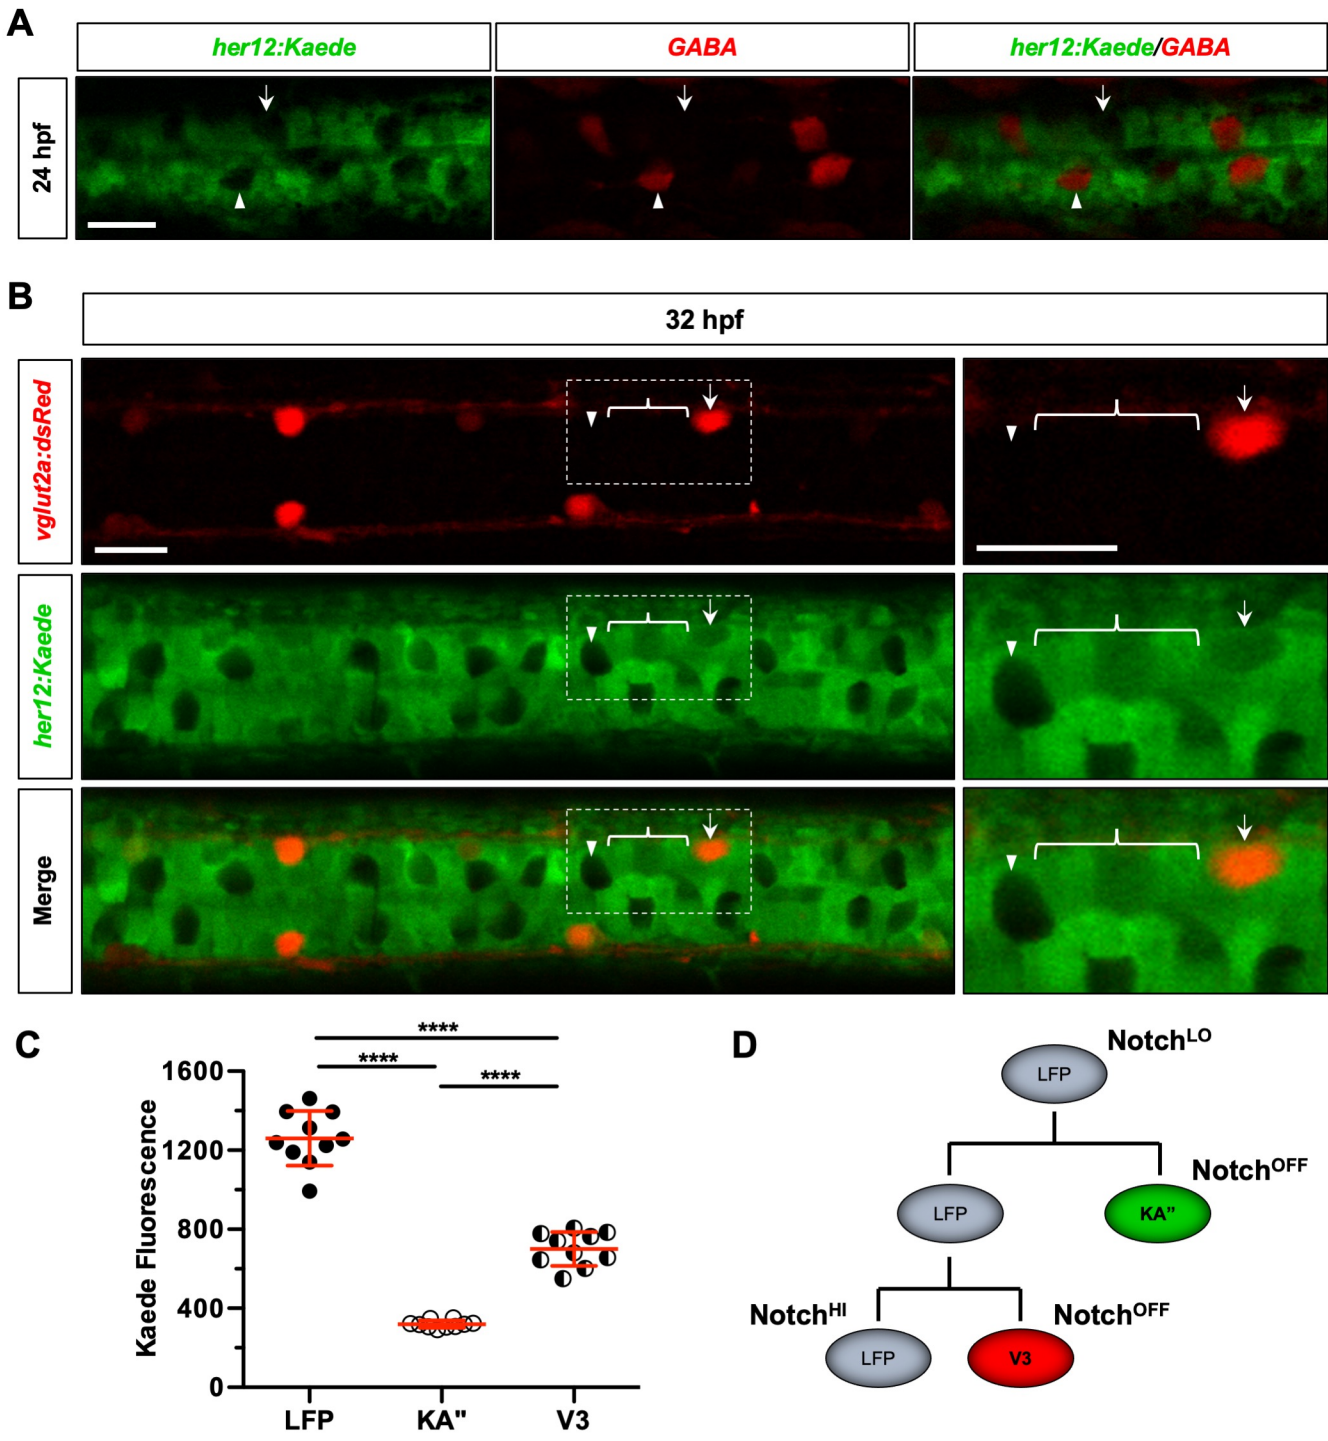 A
her12:Kaede
GABA
her12:Kaede/GABA
24 hpf
B
32 hpf
vglut2a:dsRed
her12:Kaede
Merge
C
****
****
****
Kaede Fluorescence
1600
1200
800
400
0
LFP
KA"
V3
D
Notch^LO
LFP
Notch^OFF
LFP
KA”
Notch^HI
Notch^OFF
LFP
V3